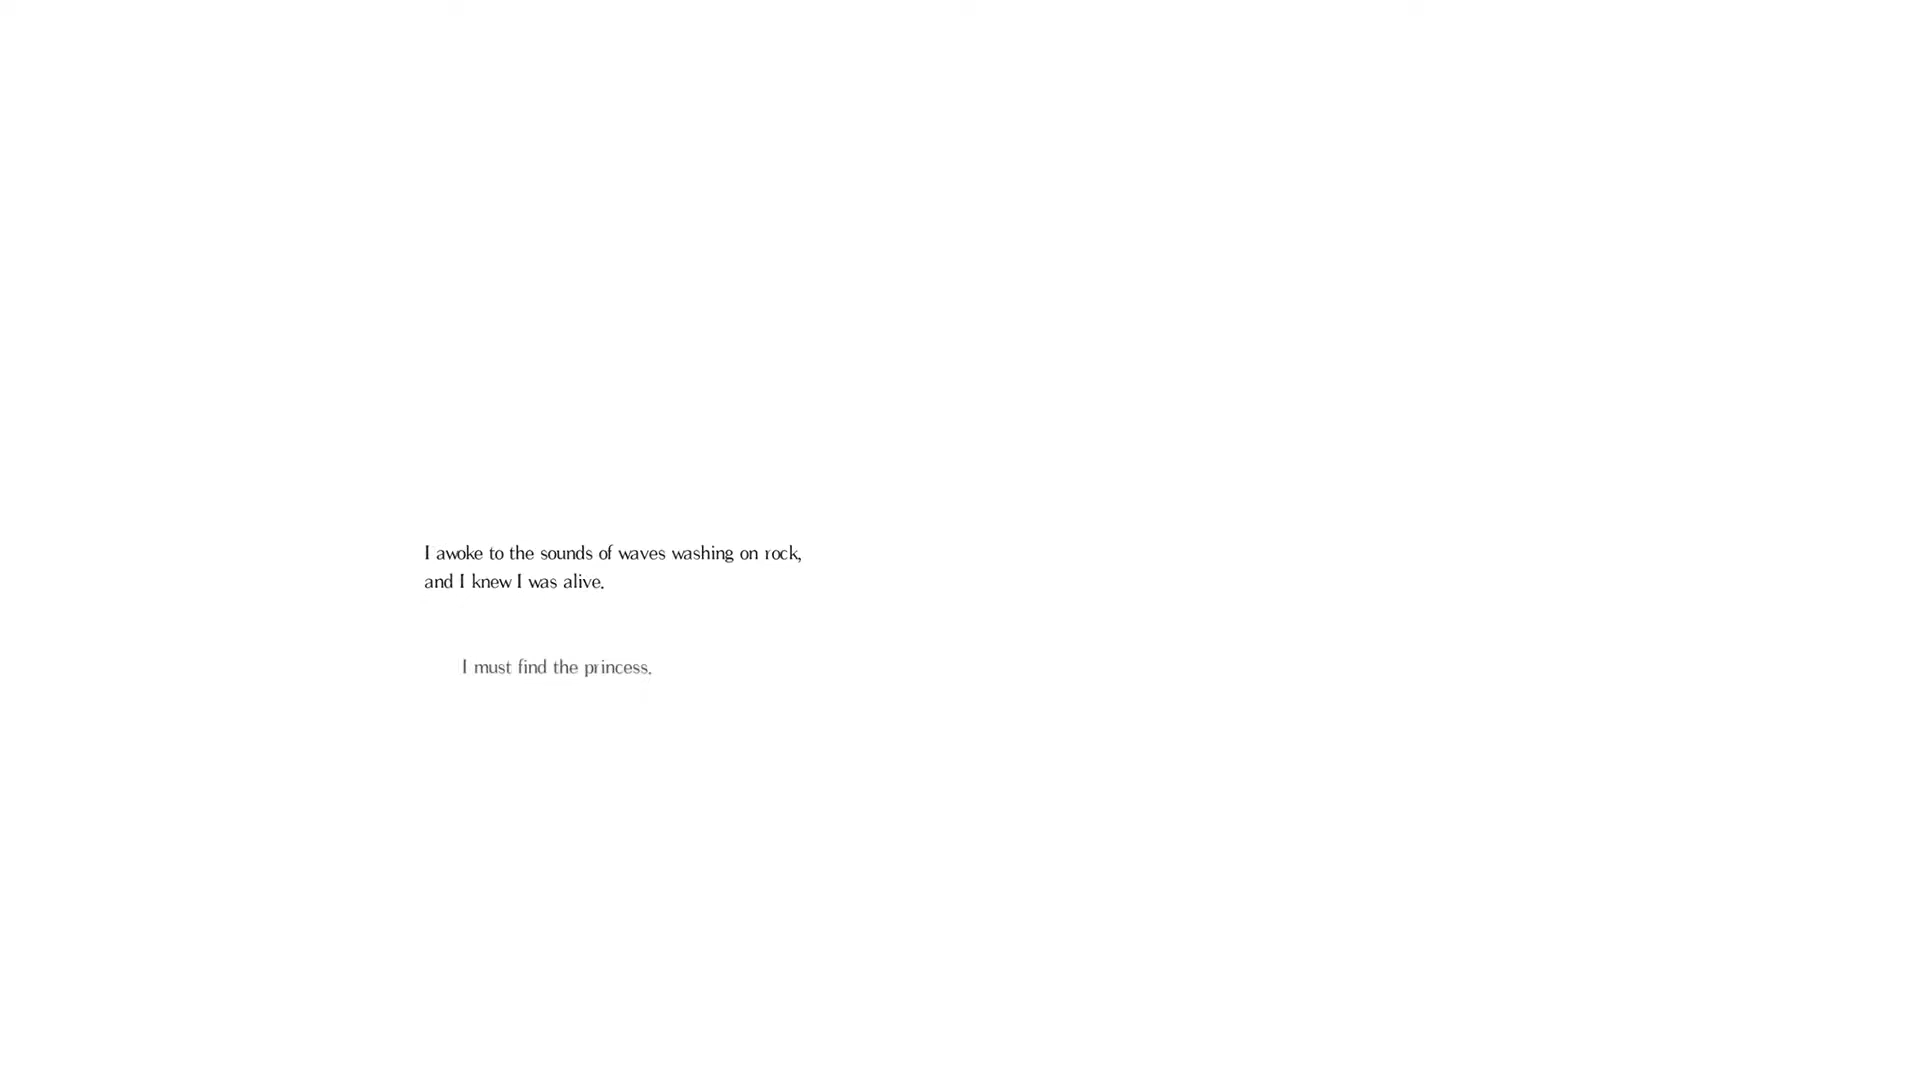 I awoke to the sounds of waves washing on rock,
and I knew I was alive.
I must find the princess.